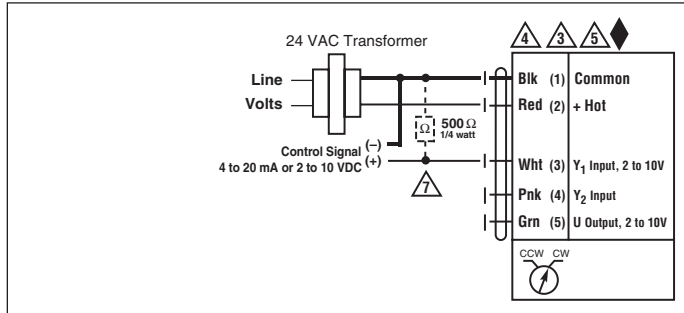 24 VAC Transformer
4 3 5
Line
Volts
Blk (1) Common
Red (2) + Hot
Ω 500 Ω
1/4 watt
Control Signal (–)
4 to 20 mA or 2 to 10 VDC (+)
7
Wht (3) Y1 Input, 2 to 10V
Pnk (4) Y2 Input
Grn (5) U Output, 2 to 10V
CCW CW